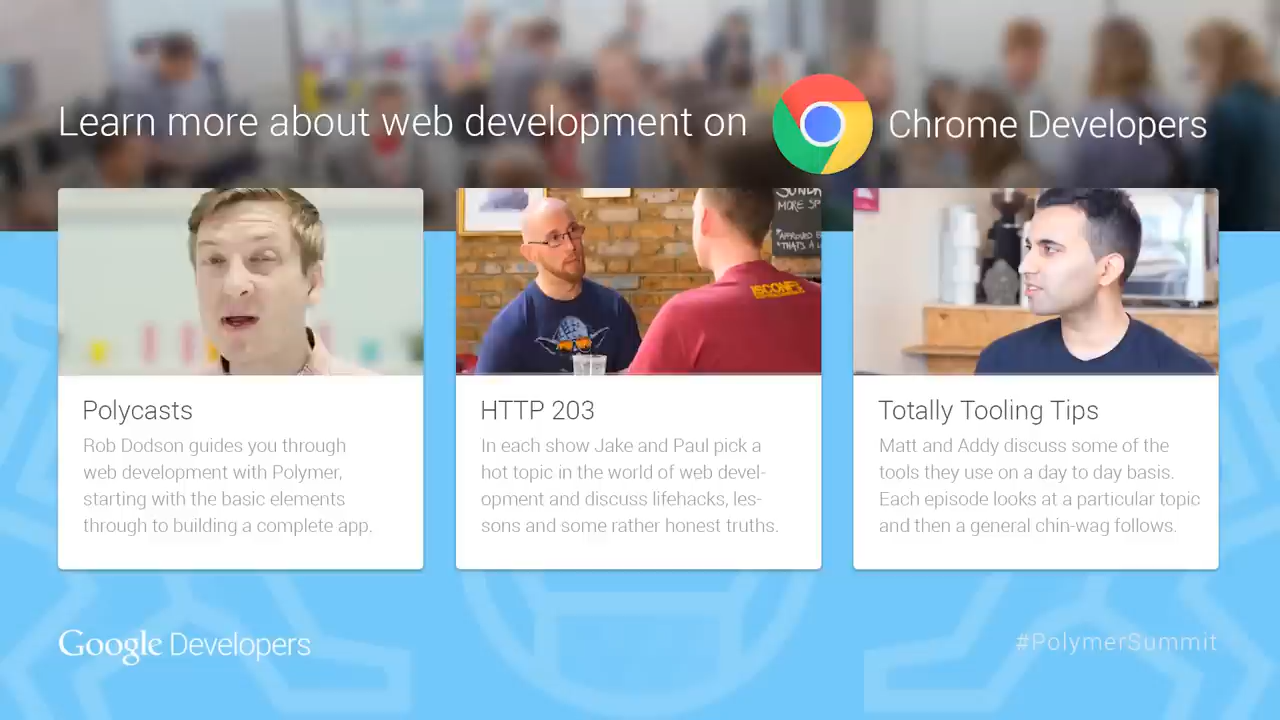 Learn more about web development on Chrome Developers
SUNDA
MORE SP
ISCONF
Polycasts
Rob Dodson guides you through
web development with Polymer,
starting with the basic elements
through to building a complete app.
HTTP 203
In each show Jake and Paul pick a
hot topic in the world of web devel-
opment and discuss lifehacks, les-
sons and some rather honest truths.
Totally Tooling Tips
Matt and Addy discuss some of the
tools they use on a day to day basis.
Each episode looks at a particular topic
and then a general chin-wag follows.
Google Developers
#PolymerSummit